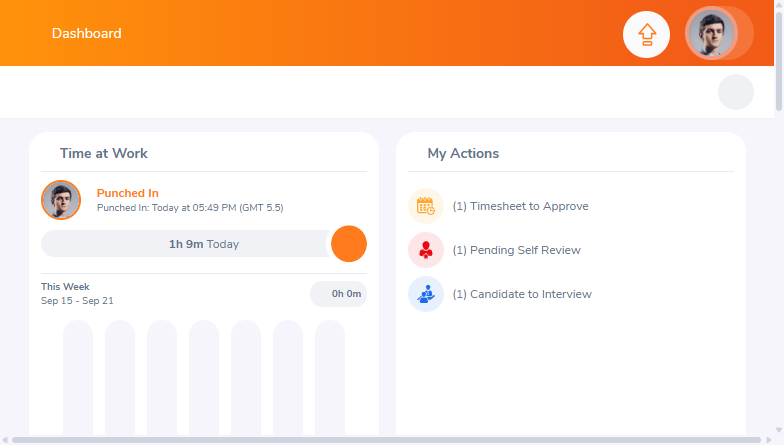 Dashboard
Time at Work
Punched In
Punched In: Today at 05:49 PM (GMT 5.5)
1h 9m Today
This Week
Sep 15 - Sep 21
0h 0m
My Actions
(1) Timesheet to Approve
(1) Pending Self Review
(1) Candidate to Interview